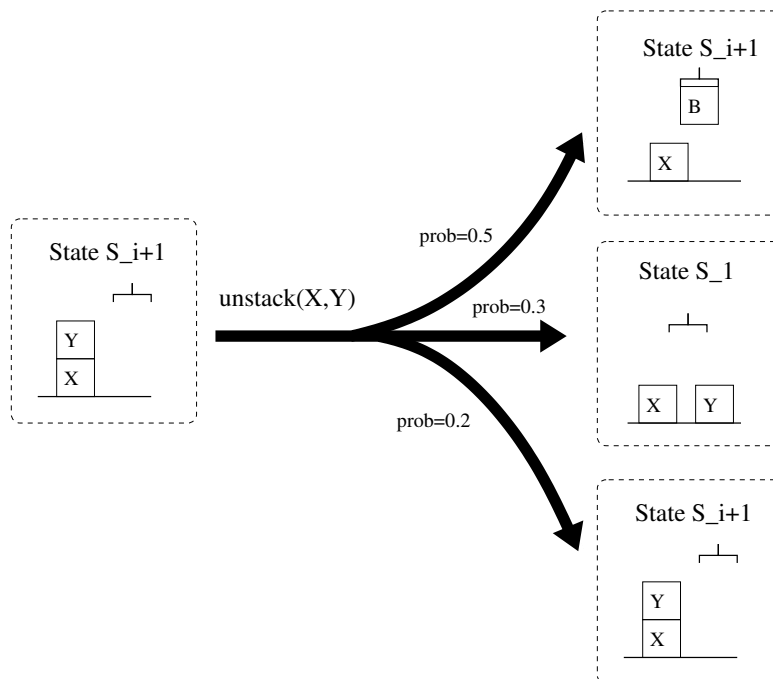 State S_i+1
Y
X
unstack(X,Y)
prob=0.5
prob=0.3
prob=0.2
State S_i+1
B
X
State S_1
X Y
State S_i+1
Y
X